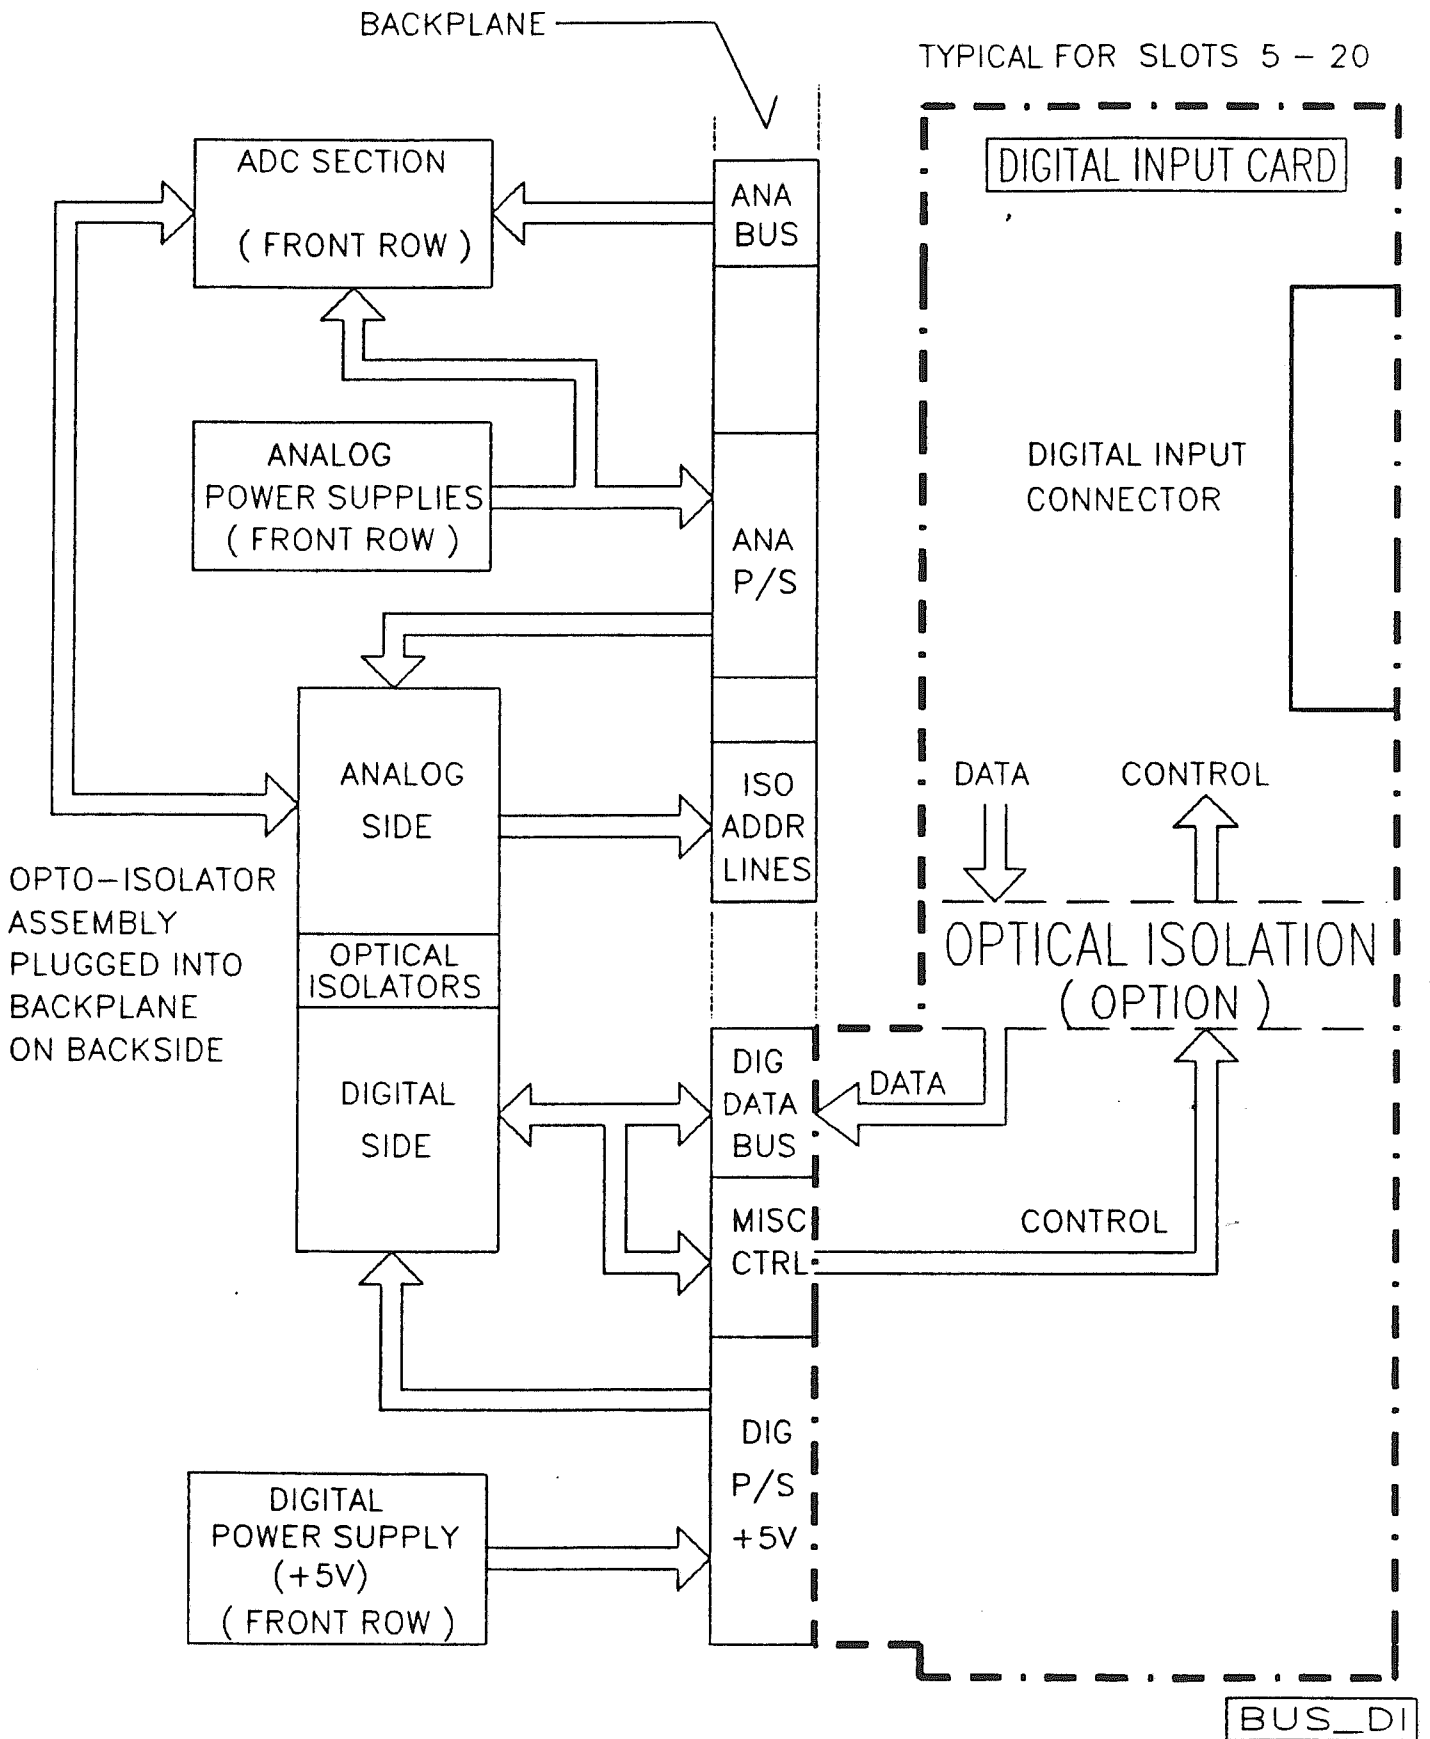 BACKPLANE
TYPICAL FOR SLOTS 5 - 20
ADC SECTION
( FRONT ROW )
ANA
BUS
DIGITAL INPUT CARD
ANALOG
POWER SUPPLIES
( FRONT ROW )
ANA
P/S
DIGITAL INPUT
CONNECTOR
ANALOG
SIDE
ISO
ADDR
LINES
DATA
CONTROL
OPTO-ISOLATOR
ASSEMBLY
PLUGGED INTO
BACKPLANE
ON BACKSIDE
OPTICAL
ISOLATORS
OPTICAL ISOLATION
( OPTION )
DIGITAL
SIDE
DIG
DATA
BUS
DATA
MISC
CTRL
CONTROL
DIG
P/S
+5V
DIGITAL
POWER SUPPLY
(+5V)
( FRONT ROW )
BUS_DI